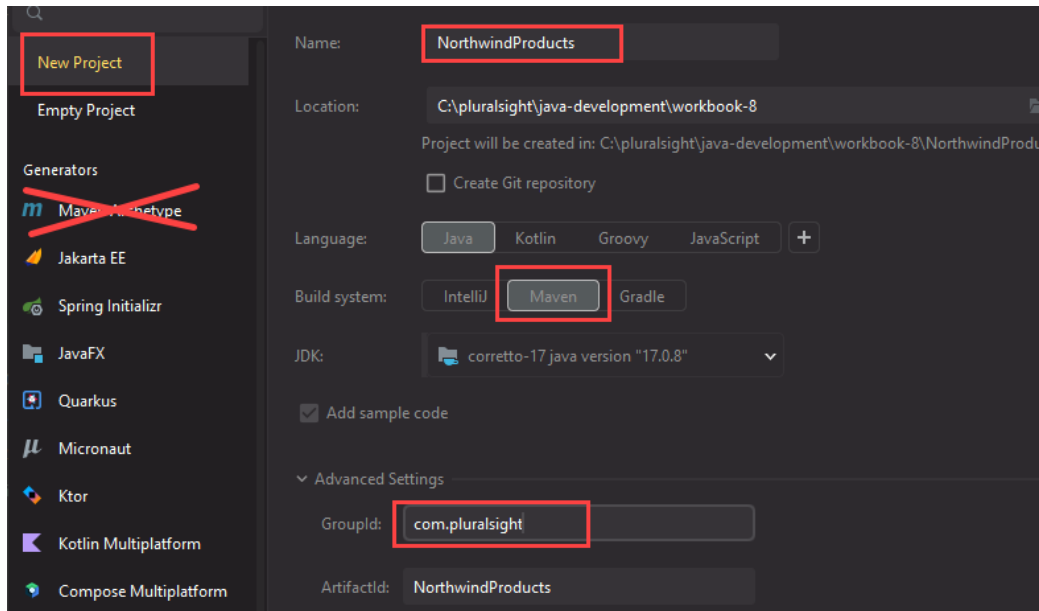 New Project
Empty Project
Generators
m Maven Archetype
Jakarta EE
Spring Initializr
JavaFX
Quarkus
μ Micronaut
Ktor
Kotlin Multiplatform
Compose Multiplatform
Name: NorthwindProducts
Location: C:\pluralsight\java-development\workbook-8
Project will be created in: C:\pluralsight\java-development\workbook-8\NorthwindProdu
Create Git repository
Language: Java Kotlin Groovy JavaScript +
Build system: IntelliJ Maven Gradle
JDK: corretto-17 java version "17.0.8"
Add sample code
Advanced Settings
GroupId: com.pluralsight
ArtifactId: NorthwindProducts